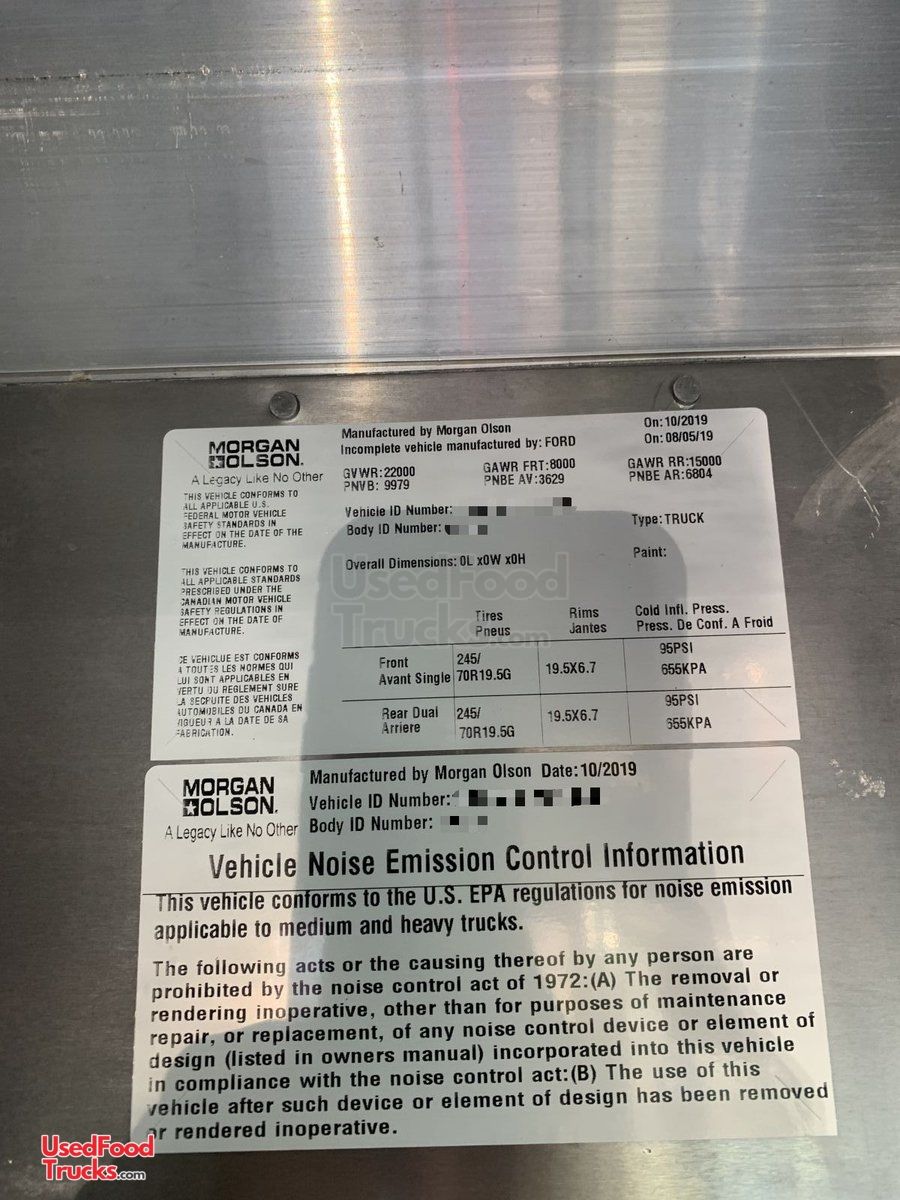 MORGAN
OLSON.
A Legacy Like No Other
Manufactured by Morgan Olson
Incomplete vehicle manufactured by: FORD
On:10/2019
On:08/05/19
GVWR:22000
PNVB: 9979
GAWR FRT:8000
PNBE AV:3629
GAWR RR:15000
PNBE AR:6804
THIS VEHICLE CONFORMS TO
ALL APPLICABLE U.S.
FEDERAL MOTOR VEHICLE
SAFETY STANDARDS IN
EFFECT ON THE DATE OF THE
MANUFACTURE.
Vehicle ID Number:
Body ID Number:
Type:TRUCK
Overall Dimensions: 0L x0W x0H
Paint:
THIS VEHICLE CONFORMS TO
ALL APPLICABLE STANDARDS
PRESCRIBED UNDER THE
CANADIAN MOTOR VEHICLE
SAFETY REGULATIONS IN
EFFECT ON THE DATE OF
MANUFACTURE.
CE VEHICLUE EST CONFORMS
A TOUTES LES NORMES QUI
LUI SONT APPLICABLES EN
VERTU DU REGLEMENT SURE
LA SECPUITE DES VEHICLES
AUTOMOBILES DU CANADA EN
VIGUEUR A LA DATE DE SA
FABRICATION.
Tires
Pneus
Rims
Jantes
Cold Infl. Press.
Press. De Conf. A Froid
Front
Avant Single
245/
70R19.5G
19.5X6.7
95PSI
655KPA
Rear Dual
Arriere
245/
70R19.5G
19.5X6.7
95PSI
655KPA
UsedFood
Trucks.com
MORGAN
OLSON.
A Legacy Like No Other
Manufactured by Morgan Olson Date:10/2019
Vehicle ID Number:
Body ID Number:
Vehicle Noise Emission Control Information
This vehicle conforms to the U.S. EPA regulations for noise emission
applicable to medium and heavy trucks.
The following acts or the causing thereof by any person are
prohibited by the noise control act of 1972:(A) The removal or
rendering inoperative, other than for purposes of maintenance
repair, or replacement, of any noise control device or element of
design (listed in owners manual) incorporated into this vehicle
in compliance with the noise control act:(B) The use of this
vehicle after such device or element of design has been removed
or rendered inoperative.
UsedFood
Trucks.com